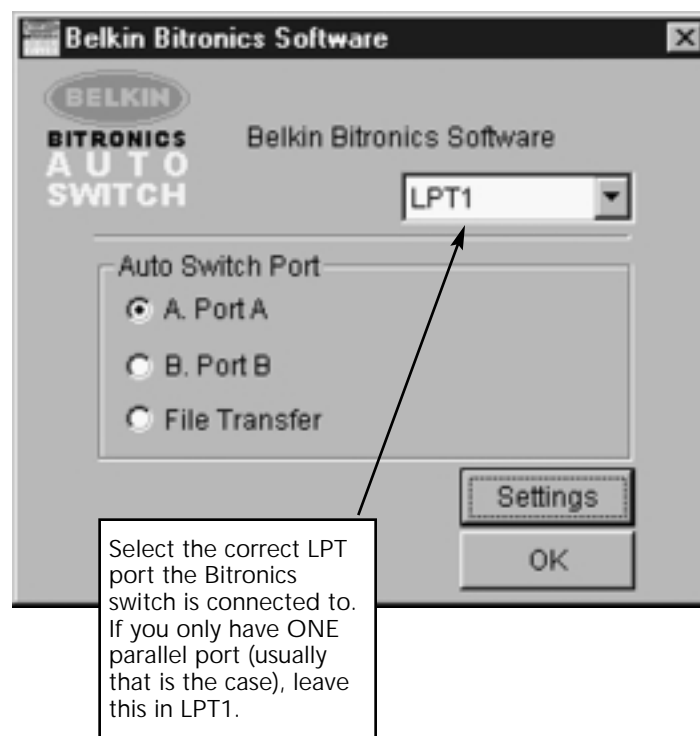 Belkin Bitronics Software
BELKIN
BITRONICS
AUTO
SWITCH
Belkin Bitronics Software
LPT1
Auto Switch Port
A. Port A
B. Port B
File Transfer
Settings
OK
Select the correct LPT
port the Bitronics
switch is connected to.
If you only have ONE
parallel port (usually
that is the case), leave
this in LPT1.